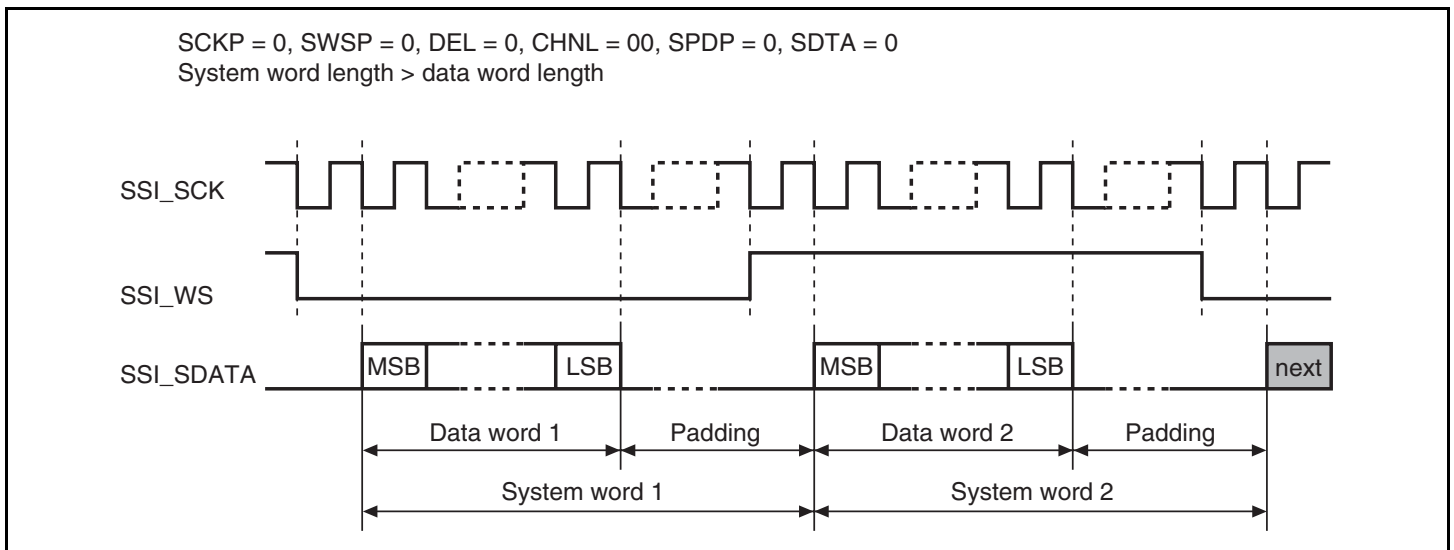 SCKP = 0, SWSP = 0, DEL = 0, CHNL = 00, SPDP = 0, SDTA = 0
System word length > data word length
SSI_SCK
SSI_WS
SSI_SDATA
MSB LSB MSB LSB next
Data word 1 Padding Data word 2 Padding
System word 1 System word 2